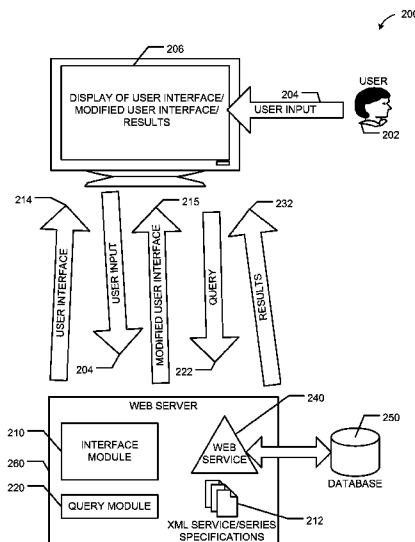 200
206
DISPLAY OF USER INTERFACE/
MODIFIED USER INTERFACE/
RESULTS
204
USER INPUT
USER
202
214
USER INTERFACE
USER INPUT
204
215
MODIFIED USER INTERFACE
QUERY
222
232
RESULTS
WEB SERVER
210
INTERFACE
MODULE
260
220
QUERY MODULE
240
WEB
SERVICE
250
DATABASE
212
XML SERVICE/SERIES
SPECIFICATIONS